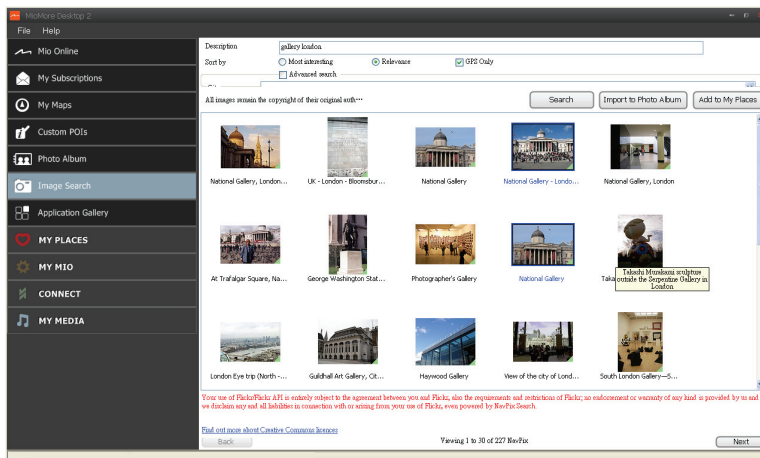 MioMore Desktop 2
File Help
Mio Online
My Subscriptions
My Maps
Custom POIs
Photo Album
Image Search
Application Gallery
MY PLACES
MY MIO
CONNECT
MY MEDIA
Description gallery london
Sort by Most interesting Relevance GPS Only
Advanced search
All images remain the copyright of their original auth···
Search Import to Photo Album Add to My Places
National Gallery, London... UK - London - Bloomsbur... National Gallery National Gallery - Londo... National Gallery, London
At Trafalgar Square, Na... George Washington Stat... Photographer's Gallery National Gallery Taka
Takashi Murakami sculpture
outside the Serpentine Gallery in
London
London Eye trip (North -... Guildhall Art Gallery, Cit... Haywood Gallery View of the city of Lond... South London Gallery—S...
Your use of Flickr/Flickr API is entirely subject to the agreement between you and Flickr, also the requirements and restrictions of Flickr; no endorsement or warranty of any kind is provided by us and
we disclaim any and all liabilities in connection with or arising from your use of Flickr, even powered by NavPix Search.
Find out more about Creative Commons licences
Back Viewing 1 to 30 of 227 NavPix Next